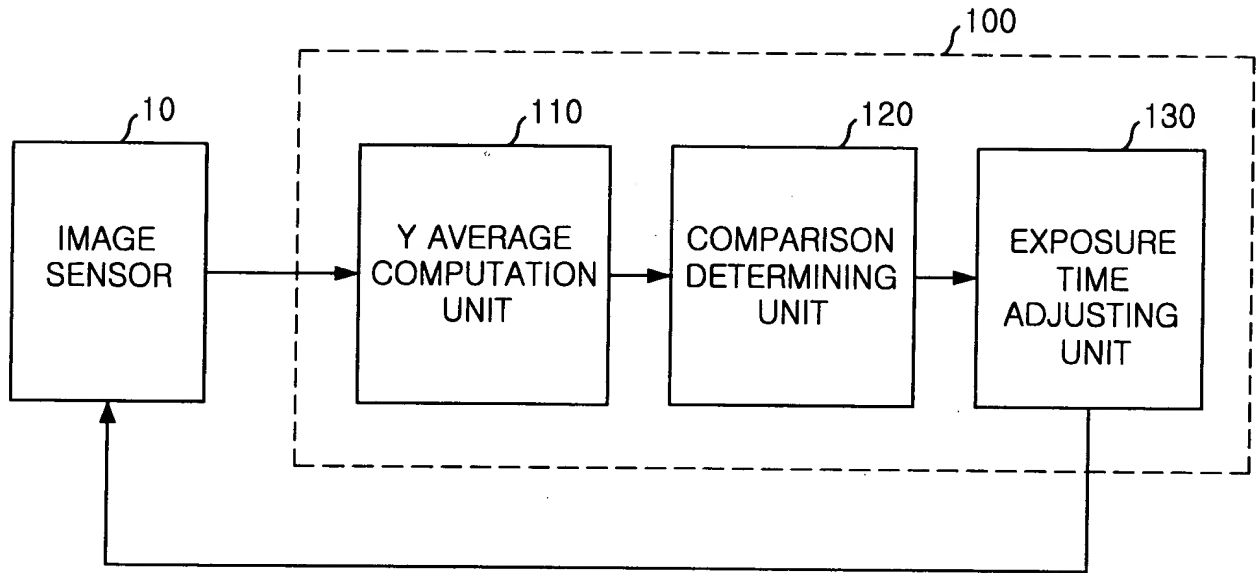 100
10
110
120
130
IMAGE
SENSOR
Y AVERAGE
COMPUTATION
UNIT
COMPARISON
DETERMINING
UNIT
EXPOSURE
TIME
ADJUSTING
UNIT